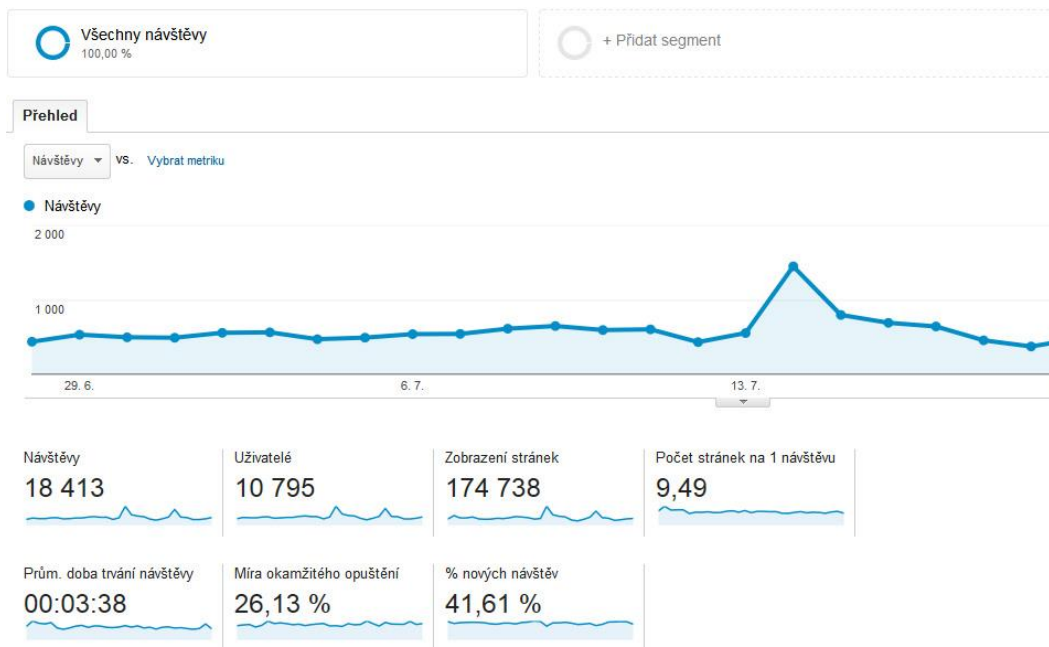 Všechny návštěvy
100,00 %
+ Přidat segment
Přehled
Návštěvy vs. Vybrat metriku
Návštěvy
2 000
1 000
29. 6. 6. 7. 13. 7.
Návštěvy Uživatelé Zobrazení stránek Počet stránek na 1 návštěvu
18 413 10 795 174 738 9,49
Prům. doba trvání návštěvy Míra okamžitého opuštění % nových návštěv
00:03:38 26,13 % 41,61 %